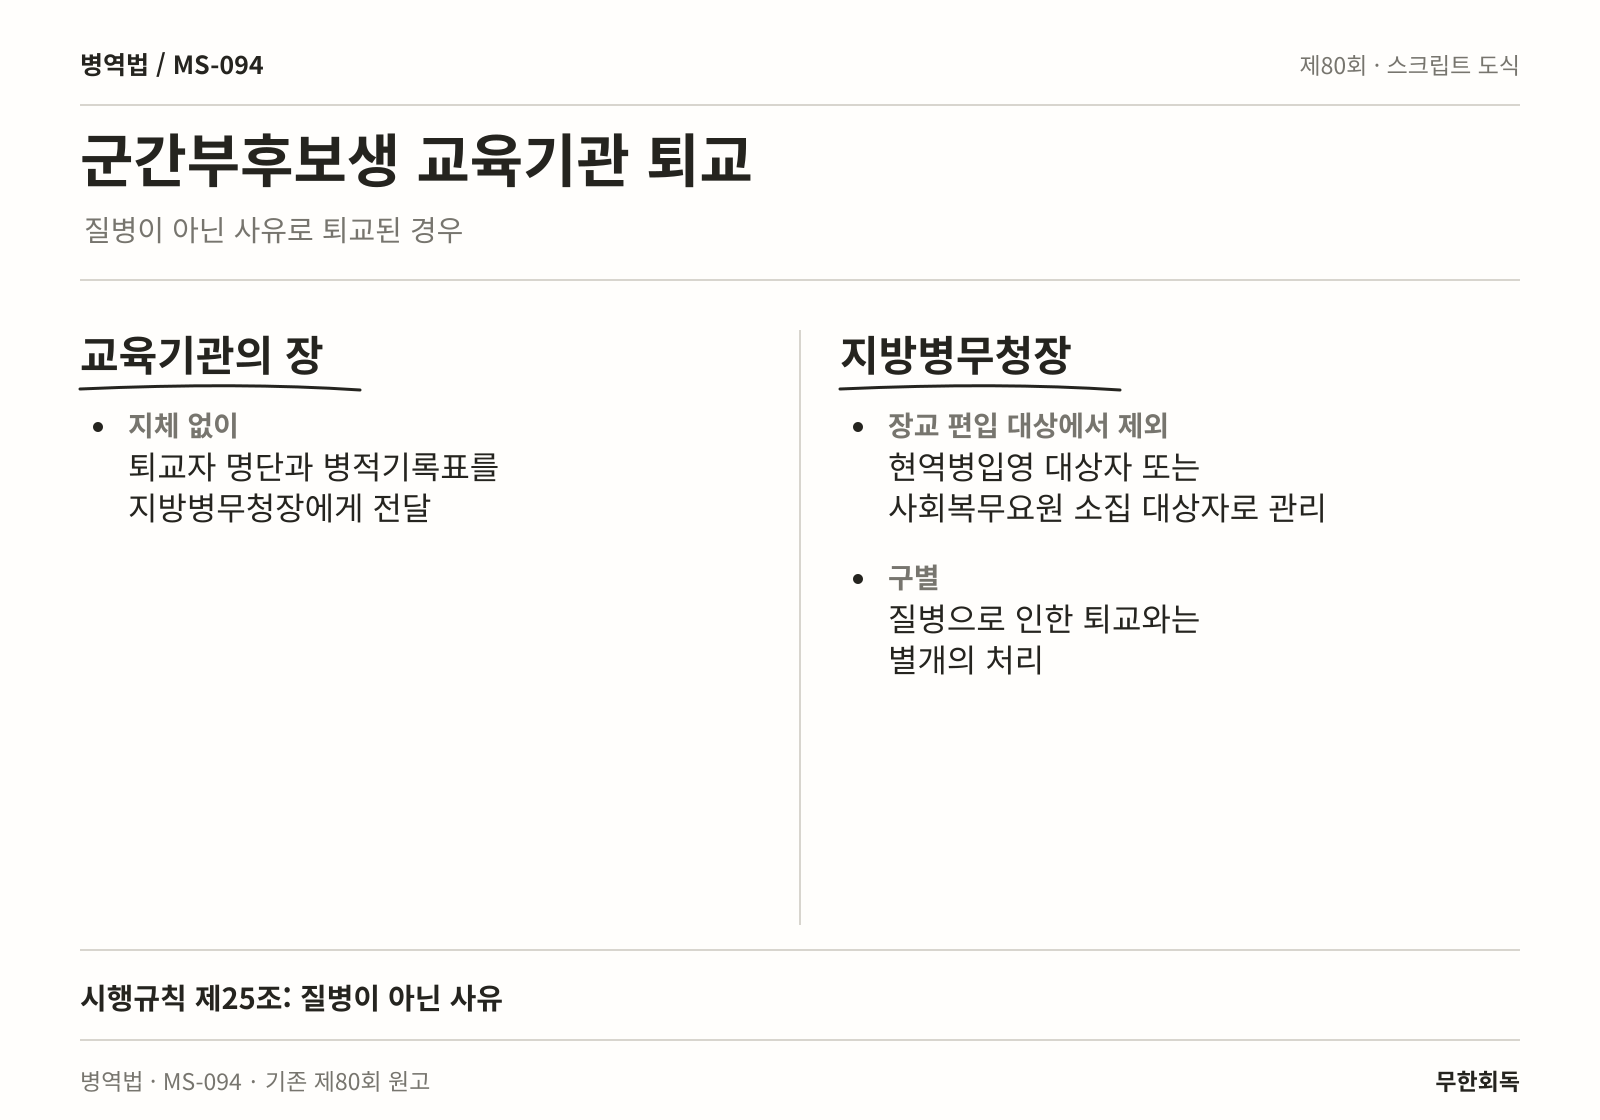 병역법 / MS-094
제80회 · 스크립트 도식
군간부후보생 교육기관 퇴교
질병이 아닌 사유로 퇴교된 경우
교육기관의 장
• 지체 없이
퇴교자 명단과 병적기록표를
지방병무청장에게 전달
지방병무청장
• 장교 편입 대상에서 제외
현역병입영 대상자 또는
사회복무요원 소집 대상자로 관리
• 구별
질병으로 인한 퇴교와는
별개의 처리
시행규칙 제25조: 질병이 아닌 사유
병역법 · MS-094 · 기존 제80회 원고
무한회독